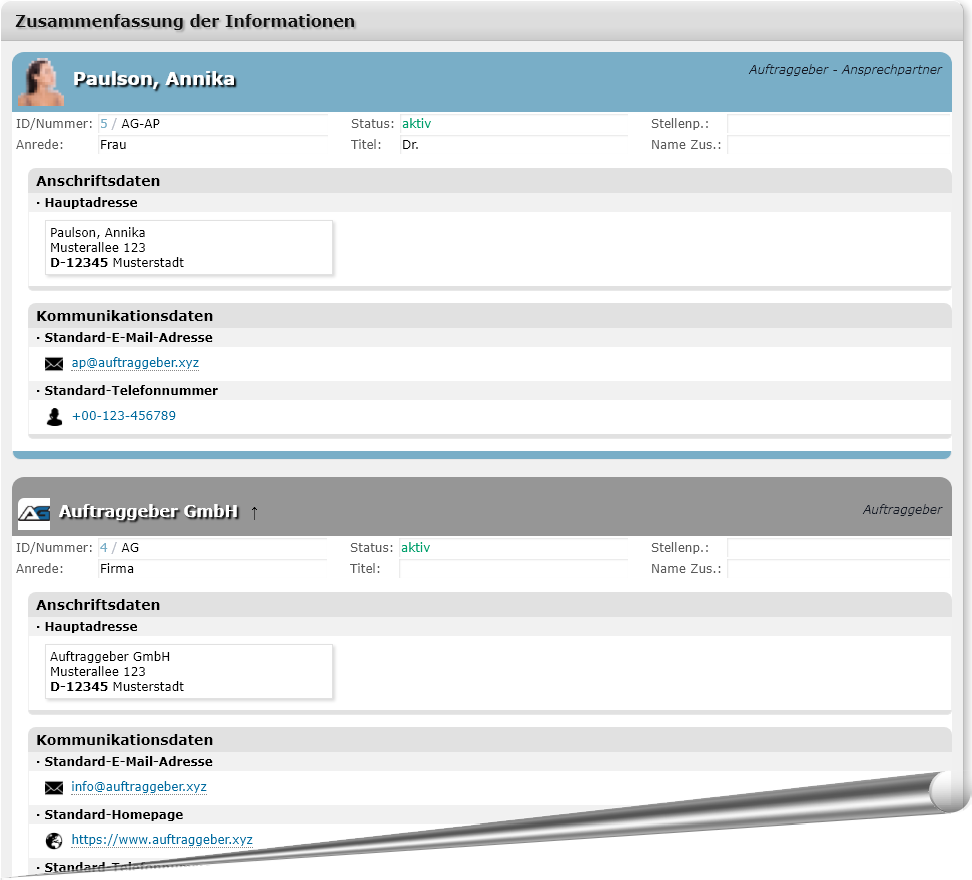 Zusammenfassung der Informationen
Paulson, Annika
Auftraggeber - Ansprechpartner
ID/Nummer: 5 / AG-AP Status: aktiv Stellenp.:
Anrede: Frau Titel: Dr. Name Zus.:
Anschriftsdaten
· Hauptadresse
Paulson, Annika
Musterallee 123
D-12345 Musterstadt
Kommunikationsdaten
· Standard-E-Mail-Adresse
ap@auftraggeber.xyz
· Standard-Telefonnummer
+00-123-456789
AG Auftraggeber GmbH ↑
Auftraggeber
ID/Nummer: 4 / AG Status: aktiv Stellenp.:
Anrede: Firma Titel: Name Zus.:
Anschriftsdaten
· Hauptadresse
Auftraggeber GmbH
Musterallee 123
D-12345 Musterstadt
Kommunikationsdaten
· Standard-E-Mail-Adresse
info@auftraggeber.xyz
· Standard-Homepage
https://www.auftraggeber.xyz